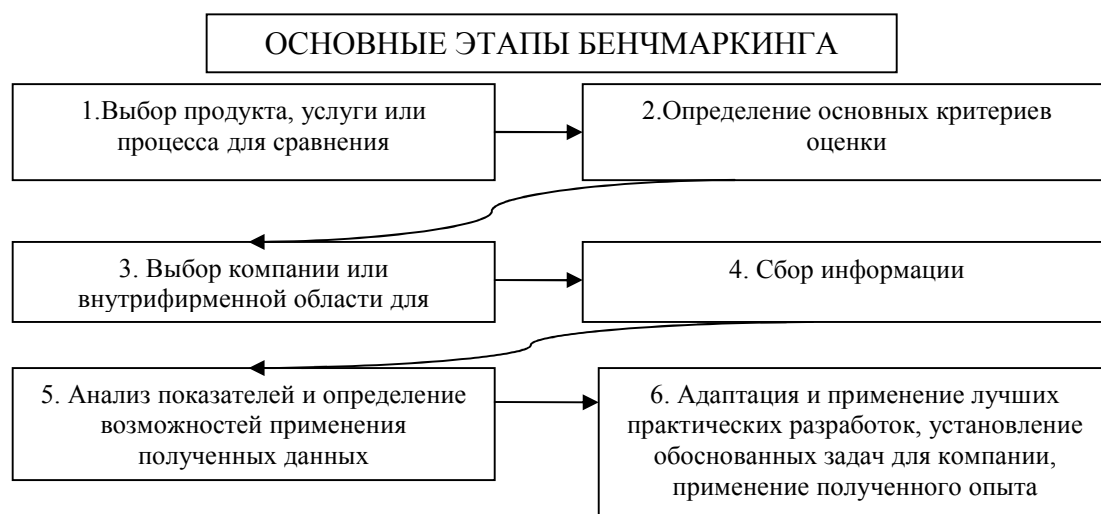 ОСНОВНЫЕ ЭТАПЫ БЕНЧМАРКИНГА
1.Выбор продукта, услуги или
процесса для сравнения
2.Определение основных критериев
оценки
3. Выбор компании или
внутрифирменной области для
4. Сбор информации
5. Анализ показателей и определение
возможностей применения
полученных данных
6. Адаптация и применение лучших
практических разработок, установление
обоснованных задач для компании,
применение полученного опыта